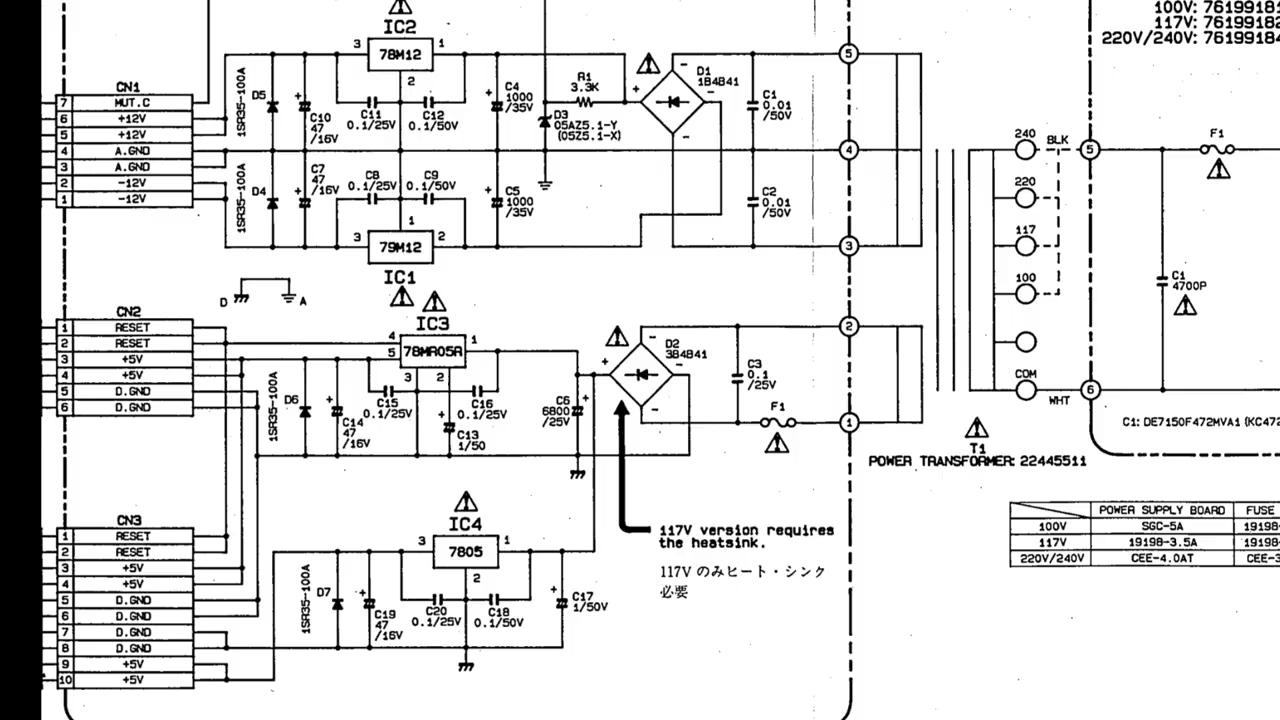 100V: 76199181
117V: 7619918
220V/240V: 7619918
IC2
78M12
3
1
2
CN1
7 MUT.C
6 +12V
5 +12V
4 A.GND
3 A.GND
2 -12V
1 -12V
1SR35-100A
D5
C10
47
/16V
C11
0.1/25V
C12
0.1/50V
C4
1000
/35V
R1
3.3K
D3
05AZ5.1-Y
(05Z5.1-X)
D1
1B4B41
C1
0.01
/50V
5
4
3
1SR35-100A
D4
C7
47
/16V
C8
0.1/25V
C9
0.1/50V
C5
1000
/35V
C2
0.01
/50V
3
1
2
79M12
IC1
240
BLK
5
F1
220
117
100
COM
WHT
6
C1
4700P
C1: DE7150F472MVA1 (KC472
D
A
CN2
1 RESET
2 RESET
3 +5V
4 +5V
5 D.GND
6 D.GND
IC3
78MR05A
4
5
1
3
2
1SR35-100A
D6
C14
47
/16V
C15
0.1/25V
C16
0.1/25V
C13
1/50
C6
6800
/25V
D2
3B4B41
C3
0.1
/25V
F1
2
1
T1
POWER TRANSFORMER: 22445511
117V version requires
the heatsink.
117V のみヒート・シンク
必要
CN3
1 RESET
2 RESET
3 +5V
4 +5V
5 D.GND
6 D.GND
7 D.GND
8 D.GND
9 +5V
10 +5V
IC4
7805
3
1
2
1SR35-100A
D7
C19
47
/16V
C20
0.1/25V
C18
0.1/50V
C17
1/50V
POWER SUPPLY BOARD FUSE
100V SGC-5A 19198-
117V 19198-3.5A 19198-
220V/240V CEE-4.0AT CEE-3